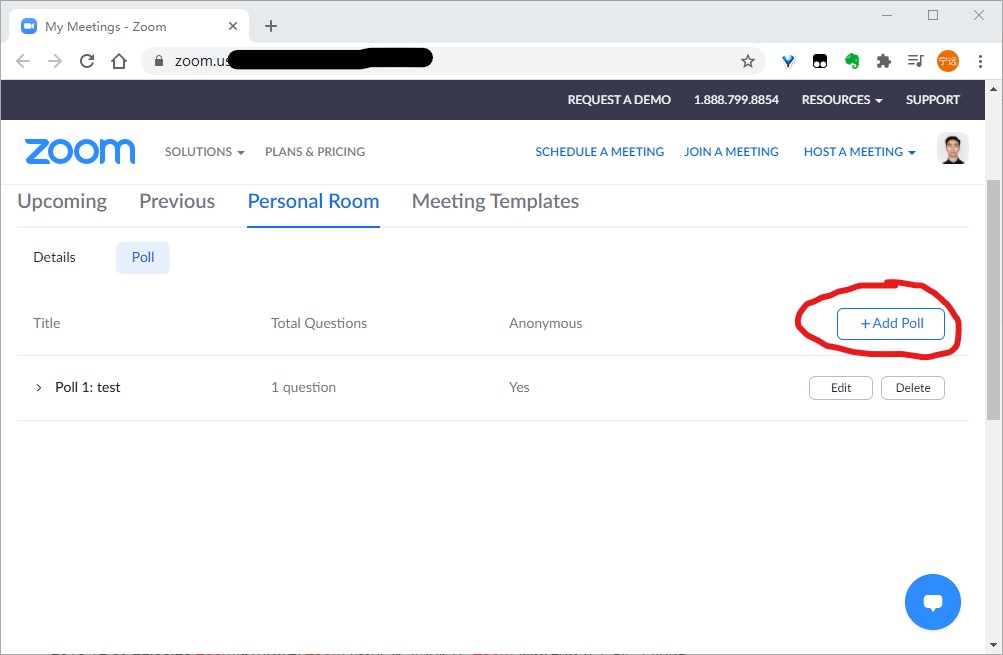 My Meetings - Zoom
zoom.us
宁远
REQUEST A DEMO 1.888.799.8854 RESOURCES SUPPORT
zoom SOLUTIONS PLANS & PRICING SCHEDULE A MEETING JOIN A MEETING HOST A MEETING
Upcoming Previous Personal Room Meeting Templates
Details Poll
Title Total Questions Anonymous +Add Poll
Poll 1: test 1 question Yes Edit Delete